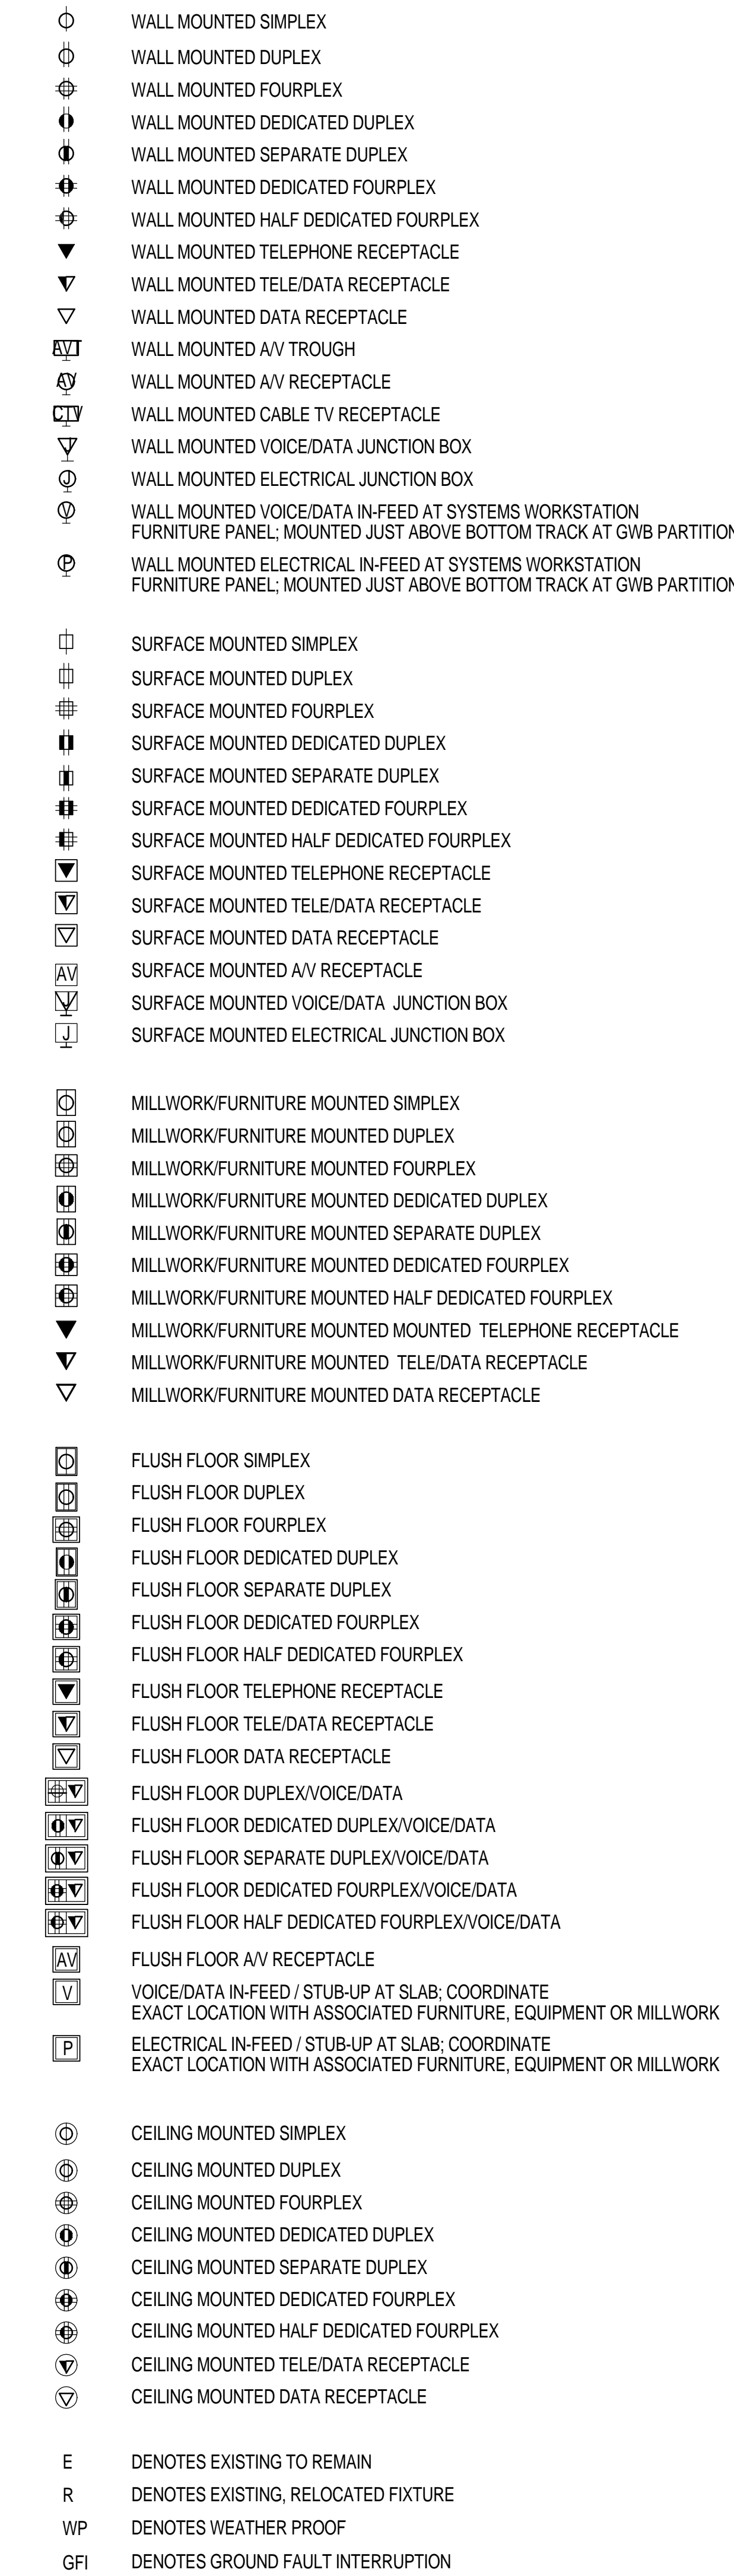 WALL MOUNTED SIMPLEX
WALL MOUNTED DUPLEX
WALL MOUNTED FOURPLEX
WALL MOUNTED DEDICATED DUPLEX
WALL MOUNTED SEPARATE DUPLEX
WALL MOUNTED DEDICATED FOURPLEX
WALL MOUNTED HALF DEDICATED FOURPLEX
WALL MOUNTED TELEPHONE RECEPTACLE
WALL MOUNTED TELE/DATA RECEPTACLE
WALL MOUNTED DATA RECEPTACLE
AVT WALL MOUNTED A/V TROUGH
AV WALL MOUNTED A/V RECEPTACLE
CTV WALL MOUNTED CABLE TV RECEPTACLE
J WALL MOUNTED VOICE/DATA JUNCTION BOX
J WALL MOUNTED ELECTRICAL JUNCTION BOX
V WALL MOUNTED VOICE/DATA IN-FEED AT SYSTEMS WORKSTATION
FURNITURE PANEL; MOUNTED JUST ABOVE BOTTOM TRACK AT GWB PARTITION
P WALL MOUNTED ELECTRICAL IN-FEED AT SYSTEMS WORKSTATION
FURNITURE PANEL; MOUNTED JUST ABOVE BOTTOM TRACK AT GWB PARTITION
SURFACE MOUNTED SIMPLEX
SURFACE MOUNTED DUPLEX
SURFACE MOUNTED FOURPLEX
SURFACE MOUNTED DEDICATED DUPLEX
SURFACE MOUNTED SEPARATE DUPLEX
SURFACE MOUNTED DEDICATED FOURPLEX
SURFACE MOUNTED HALF DEDICATED FOURPLEX
SURFACE MOUNTED TELEPHONE RECEPTACLE
SURFACE MOUNTED TELE/DATA RECEPTACLE
SURFACE MOUNTED DATA RECEPTACLE
AV SURFACE MOUNTED A/V RECEPTACLE
J SURFACE MOUNTED VOICE/DATA JUNCTION BOX
J SURFACE MOUNTED ELECTRICAL JUNCTION BOX
MILLWORK/FURNITURE MOUNTED SIMPLEX
MILLWORK/FURNITURE MOUNTED DUPLEX
MILLWORK/FURNITURE MOUNTED FOURPLEX
MILLWORK/FURNITURE MOUNTED DEDICATED DUPLEX
MILLWORK/FURNITURE MOUNTED SEPARATE DUPLEX
MILLWORK/FURNITURE MOUNTED DEDICATED FOURPLEX
MILLWORK/FURNITURE MOUNTED HALF DEDICATED FOURPLEX
MILLWORK/FURNITURE MOUNTED MOUNTED TELEPHONE RECEPTACLE
MILLWORK/FURNITURE MOUNTED TELE/DATA RECEPTACLE
MILLWORK/FURNITURE MOUNTED DATA RECEPTACLE
FLUSH FLOOR SIMPLEX
FLUSH FLOOR DUPLEX
FLUSH FLOOR FOURPLEX
FLUSH FLOOR DEDICATED DUPLEX
FLUSH FLOOR SEPARATE DUPLEX
FLUSH FLOOR DEDICATED FOURPLEX
FLUSH FLOOR HALF DEDICATED FOURPLEX
FLUSH FLOOR TELEPHONE RECEPTACLE
FLUSH FLOOR TELE/DATA RECEPTACLE
FLUSH FLOOR DATA RECEPTACLE
FLUSH FLOOR DUPLEX/VOICE/DATA
FLUSH FLOOR DEDICATED DUPLEX/VOICE/DATA
FLUSH FLOOR SEPARATE DUPLEX/VOICE/DATA
FLUSH FLOOR DEDICATED FOURPLEX/VOICE/DATA
FLUSH FLOOR HALF DEDICATED FOURPLEX/VOICE/DATA
AV FLUSH FLOOR A/V RECEPTACLE
V VOICE/DATA IN-FEED / STUB-UP AT SLAB; COORDINATE
EXACT LOCATION WITH ASSOCIATED FURNITURE, EQUIPMENT OR MILLWORK
P ELECTRICAL IN-FEED / STUB-UP AT SLAB; COORDINATE
EXACT LOCATION WITH ASSOCIATED FURNITURE, EQUIPMENT OR MILLWORK
CEILING MOUNTED SIMPLEX
CEILING MOUNTED DUPLEX
CEILING MOUNTED FOURPLEX
CEILING MOUNTED DEDICATED DUPLEX
CEILING MOUNTED SEPARATE DUPLEX
CEILING MOUNTED DEDICATED FOURPLEX
CEILING MOUNTED HALF DEDICATED FOURPLEX
CEILING MOUNTED TELE/DATA RECEPTACLE
CEILING MOUNTED DATA RECEPTACLE
E DENOTES EXISTING TO REMAIN
R DENOTES EXISTING, RELOCATED FIXTURE
WP DENOTES WEATHER PROOF
GFI DENOTES GROUND FAULT INTERRUPTION